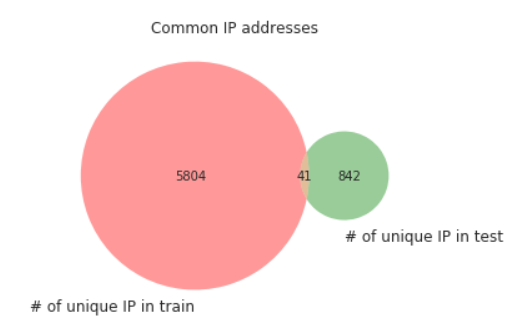 Common IP addresses
5804
41
842
# of unique IP in test
# of unique IP in train